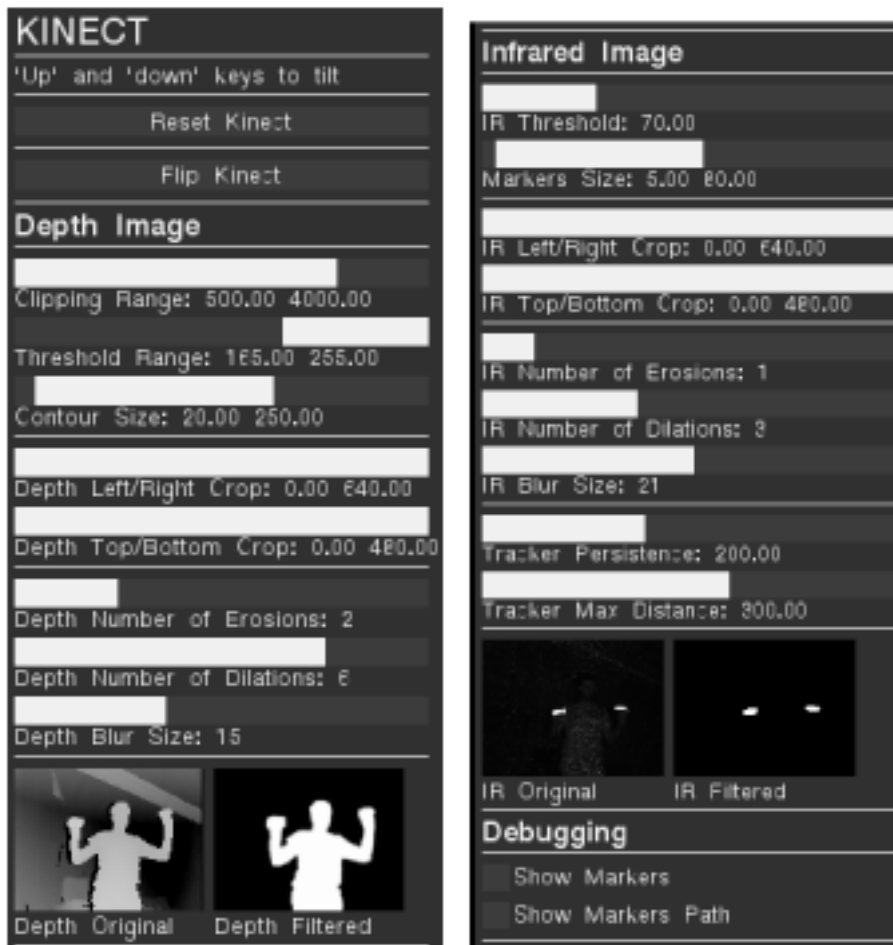 KINECT
'Up' and 'down' keys to tilt
Reset Kinect
Flip Kinect
Depth Image
Clipping Range: 500.00 4000.00
Threshold Range: 165.00 255.00
Contour Size: 20.00 250.00
Depth Left/Right Crop: 0.00 640.00
Depth Top/Bottom Crop: 0.00 480.00
Depth Number of Erosions: 2
Depth Number of Dilations: 6
Depth Blur Size: 15
Depth Original
Depth Filtered
Infrared Image
IR Threshold: 70.00
Markers Size: 5.00 80.00
IR Left/Right Crop: 0.00 640.00
IR Top/Bottom Crop: 0.00 480.00
IR Number of Erosions: 1
IR Number of Dilations: 3
IR Blur Size: 21
Tracker Persistence: 200.00
Tracker Max Distance: 300.00
IR Original
IR Filtered
Debugging
Show Markers
Show Markers Path